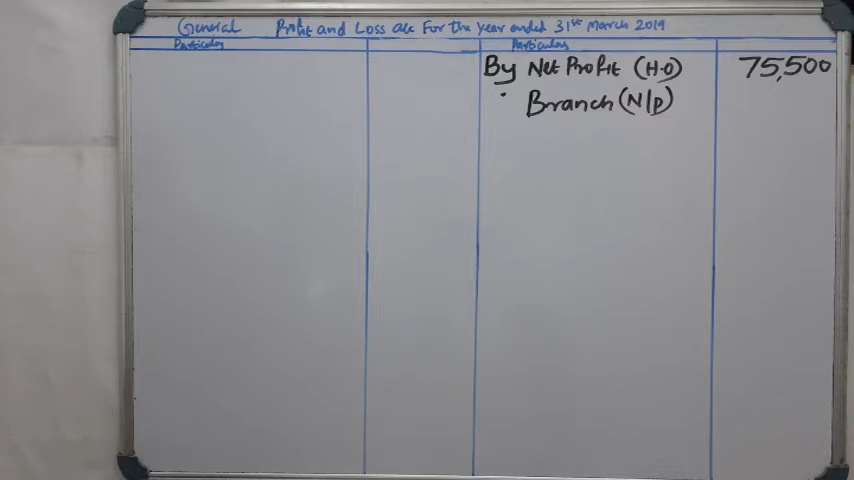 General Profit and Loss a/c For the year ended 31st March 2019
Particulars Particulars
By Net Profit (H.O) 75,500
" Branch (N/P)